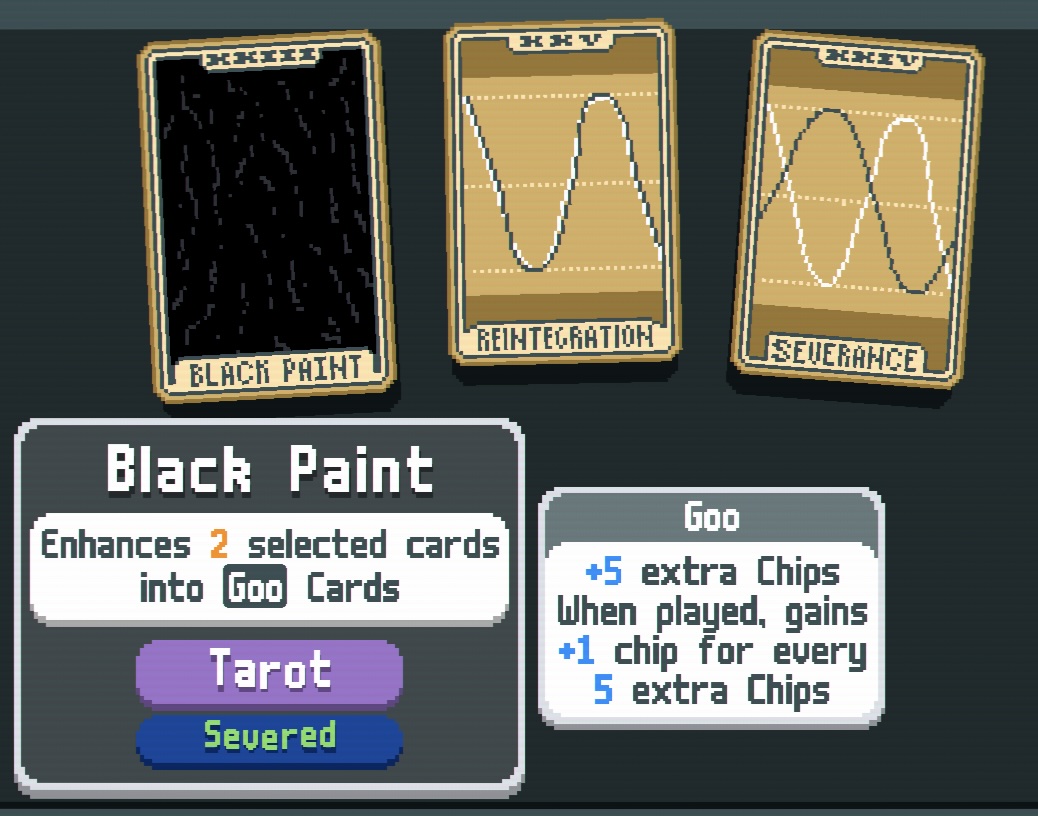 XXIII
XXV
XXIV
BLACK PAINT
REINTEGRATION
SEVERANCE
Black Paint
Enhances 2 selected cards
into Goo Cards
Tarot
Severed
Goo
+5 extra Chips
When played, gains
+1 chip for every
5 extra Chips